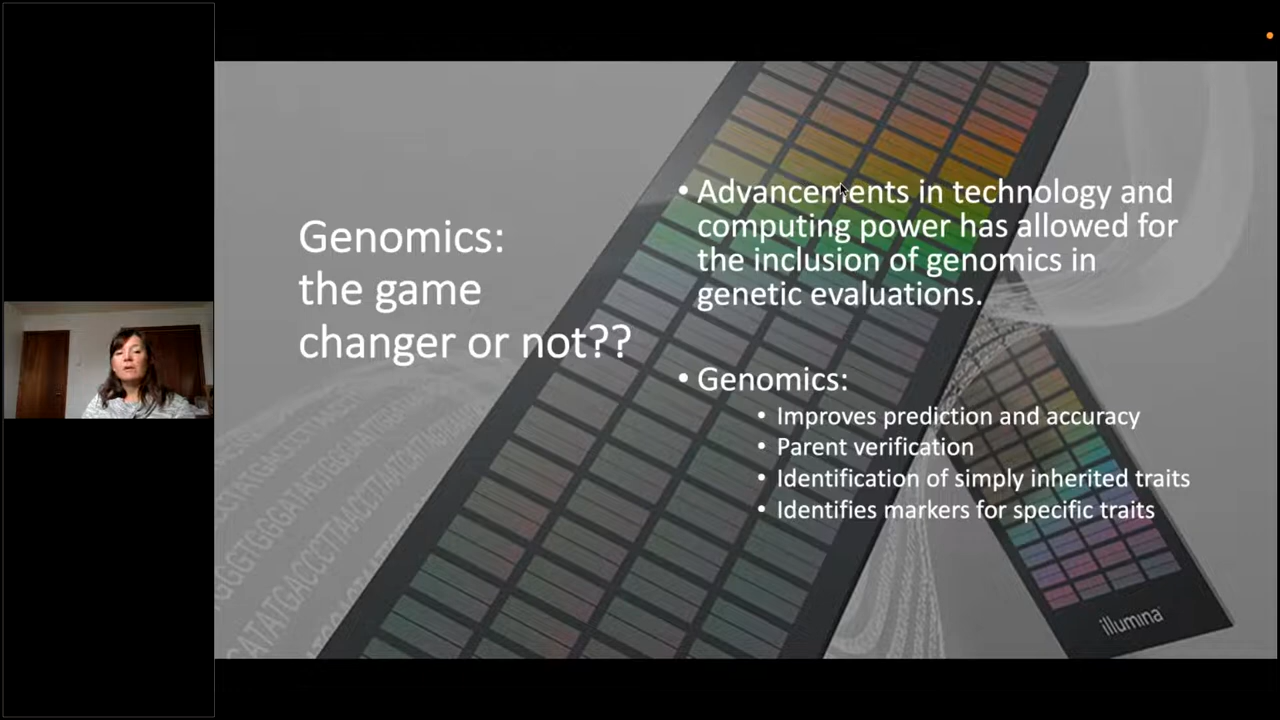 Genomics:
the game
changer or not??
• Advancements in technology and
computing power has allowed for
the inclusion of genomics in
genetic evaluations.
• Genomics:
• Improves prediction and accuracy
• Parent verification
• Identification of simply inherited traits
• Identifies markers for specific traits
illumina